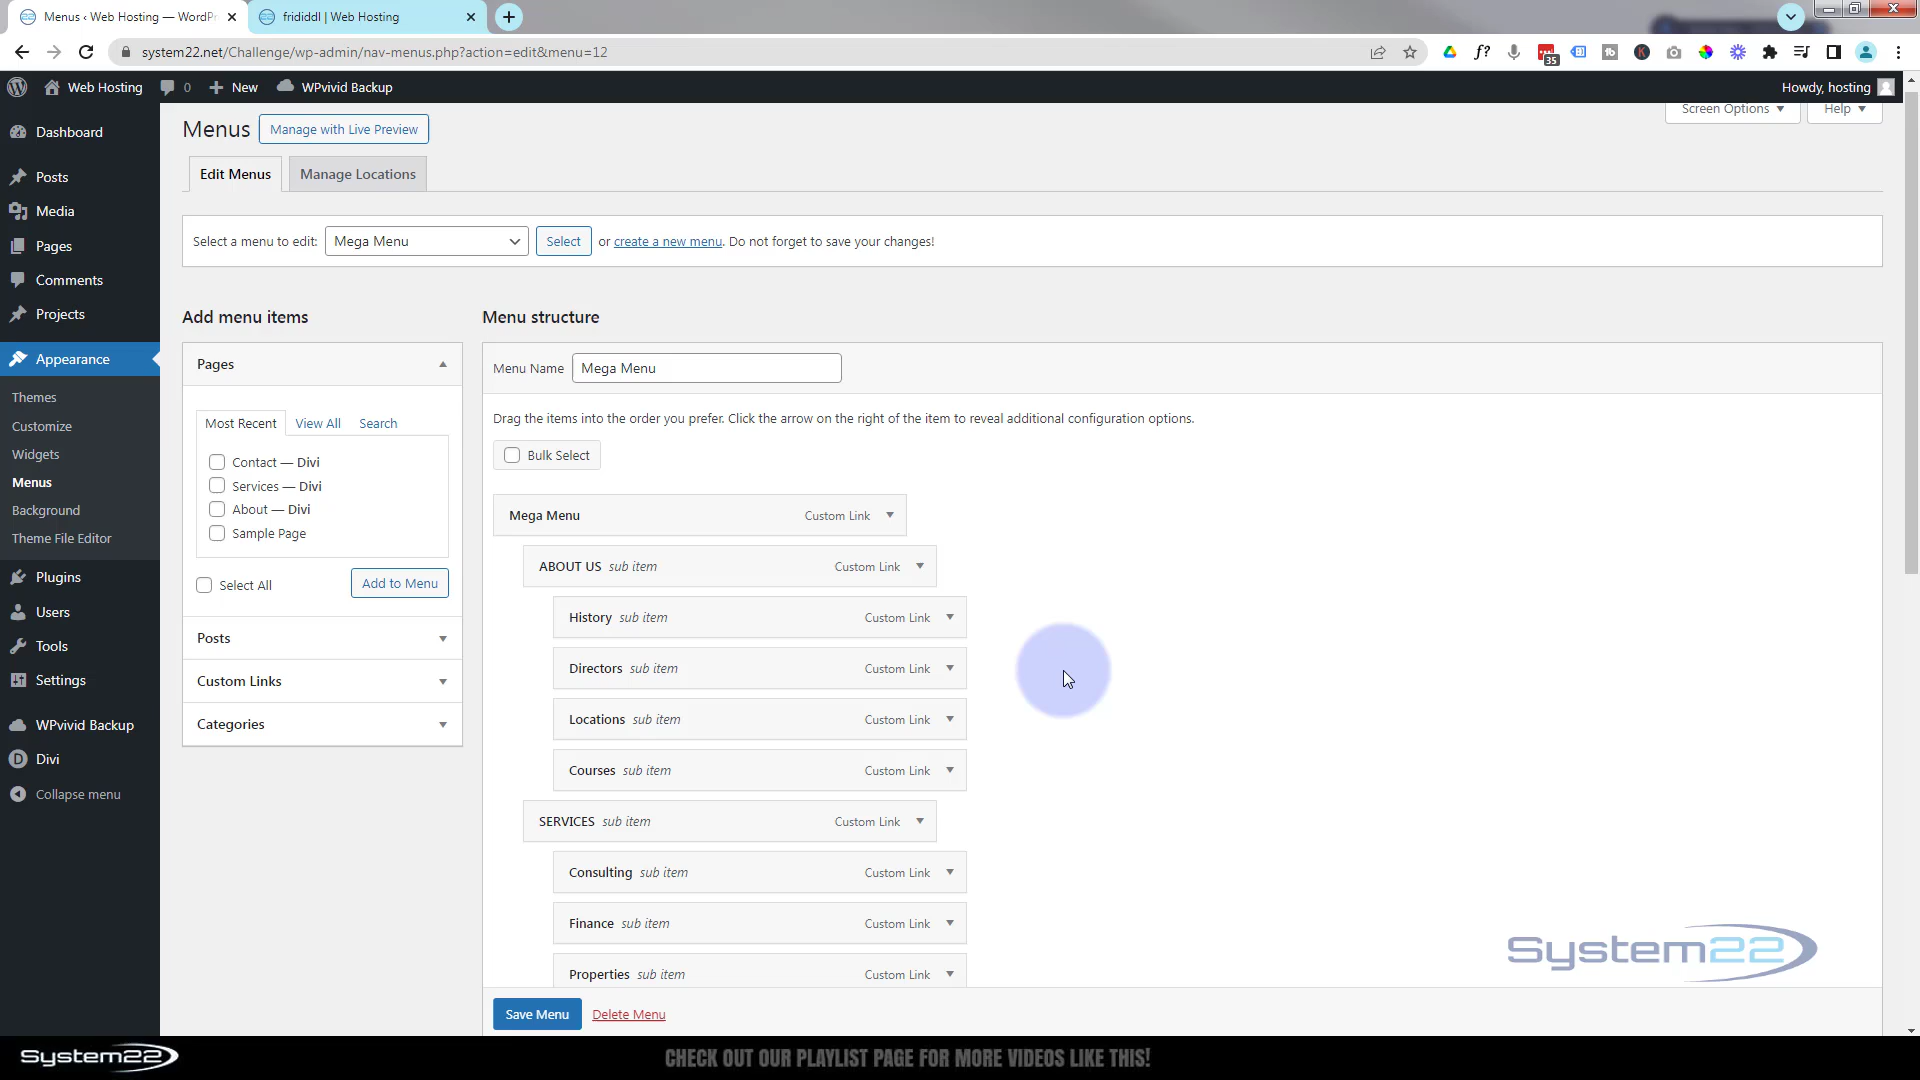 Menus ‹ Web Hosting — WordPr
frididdl | Web Hosting
system22.net/Challenge/wp-admin/nav-menus.php?action=edit&menu=12
f?
35
Web Hosting
0
New
WPvivid Backup
Howdy, hosting
Dashboard
Posts
Media
Pages
Comments
Projects
Appearance
Themes
Customize
Widgets
Menus
Background
Theme File Editor
Plugins
Users
Tools
Settings
WPvivid Backup
Divi
Collapse menu
Menus
Manage with Live Preview
Screen Options
Help
Edit Menus
Manage Locations
Select a menu to edit: Mega Menu Select or create a new menu. Do not forget to save your changes!
Add menu items
Pages
Most Recent View All Search
Contact — Divi
Services — Divi
About — Divi
Sample Page
Select All
Add to Menu
Posts
Custom Links
Categories
Menu structure
Menu Name Mega Menu
Drag the items into the order you prefer. Click the arrow on the right of the item to reveal additional configuration options.
Bulk Select
Mega Menu Custom Link
ABOUT US sub item Custom Link
History sub item Custom Link
Directors sub item Custom Link
Locations sub item Custom Link
Courses sub item Custom Link
SERVICES sub item Custom Link
Consulting sub item Custom Link
Finance sub item Custom Link
Properties sub item Custom Link
Save Menu Delete Menu
System22
System22
CHECK OUT OUR PLAYLIST PAGE FOR MORE VIDEOS LIKE THIS!